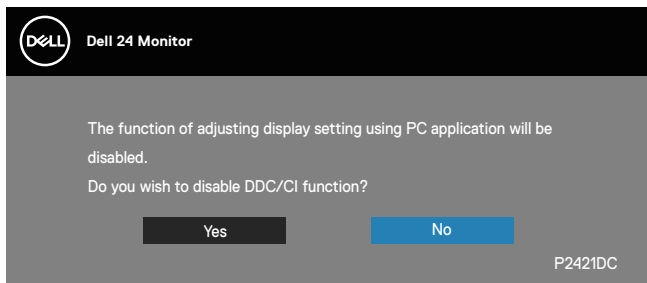 DELL
Dell 24 Monitor
The function of adjusting display setting using PC application will be
disabled.
Do you wish to disable DDC/CI function?
Yes No
P2421DC